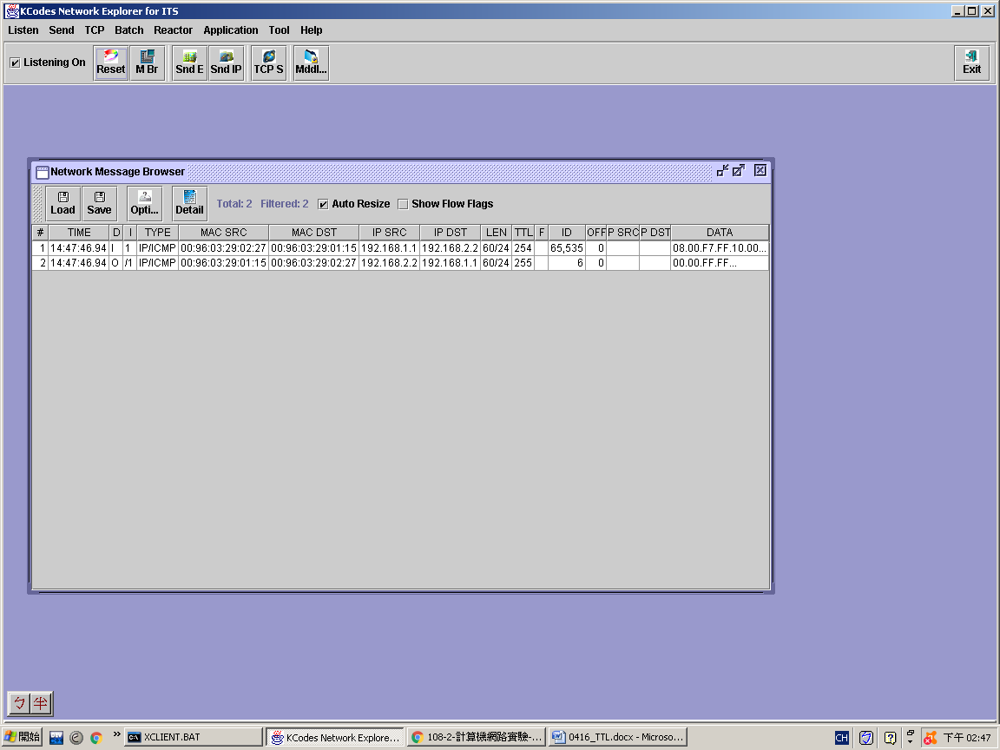 KCodes Network Explorer for ITS
Listen Send TCP Batch Reactor Application Tool Help
Listening On Reset M Br Snd E Snd IP TCP S Mddl... Exit
Network Message Browser
Load Save Opti... Detail Total: 2 Filtered: 2 Auto Resize Show Flow Flags
# TIME D I TYPE MAC SRC MAC DST IP SRC IP DST LEN TTL F ID OFF P SRC P DST DATA
1 14:47:46.94 I 1 IP/ICMP 00:96:03:29:02:27 00:96:03:29:01:15 192.168.1.1 192.168.2.2 60/24 254 65,535 0 08.00.F7.FF.10.00...
2 14:47:46.94 O /1 IP/ICMP 00:96:03:29:01:15 00:96:03:29:02:27 192.168.2.2 192.168.1.1 60/24 255 6 0 00.00.FF.FF...
ㄅ 半
開始 » XCLIENT.BAT KCodes Network Explore... 108-2-計算機網路實驗-... 0416_TTL.docx - Microso... CH 下午 02:47